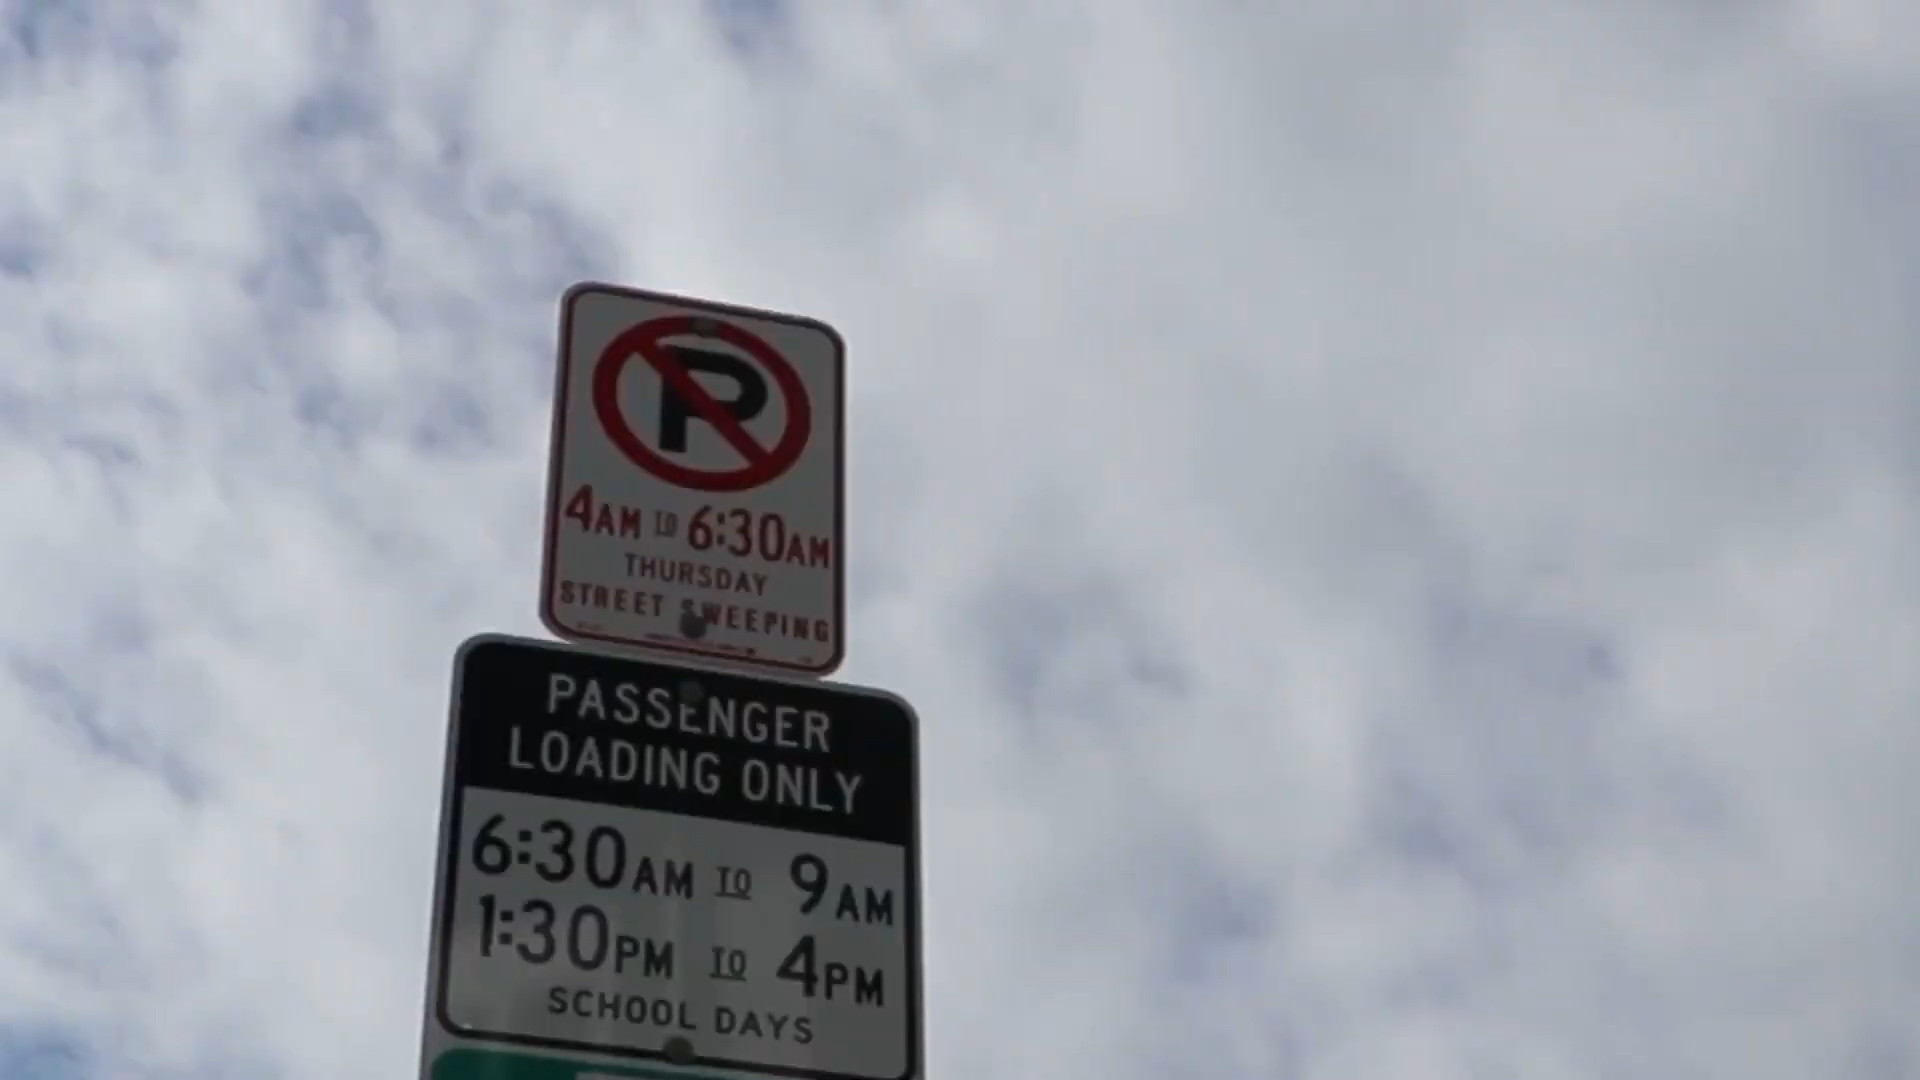 P
4AM TO 6:30AM
THURSDAY
STREET SWEEPING
PASSENGER
LOADING ONLY
6:30AM TO 9AM
1:30PM TO 4PM
SCHOOL DAYS